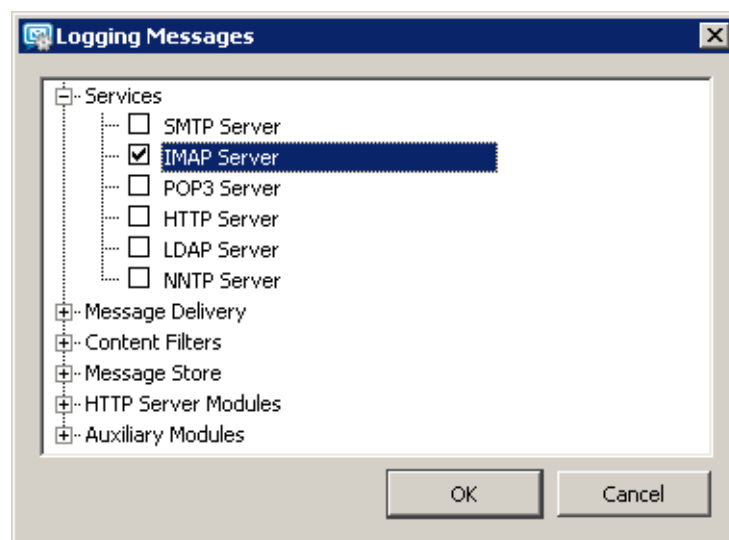 Logging Messages
Services
SMTP Server
IMAP Server
POP3 Server
HTTP Server
LDAP Server
NNTP Server
Message Delivery
Content Filters
Message Store
HTTP Server Modules
Auxiliary Modules
OK Cancel